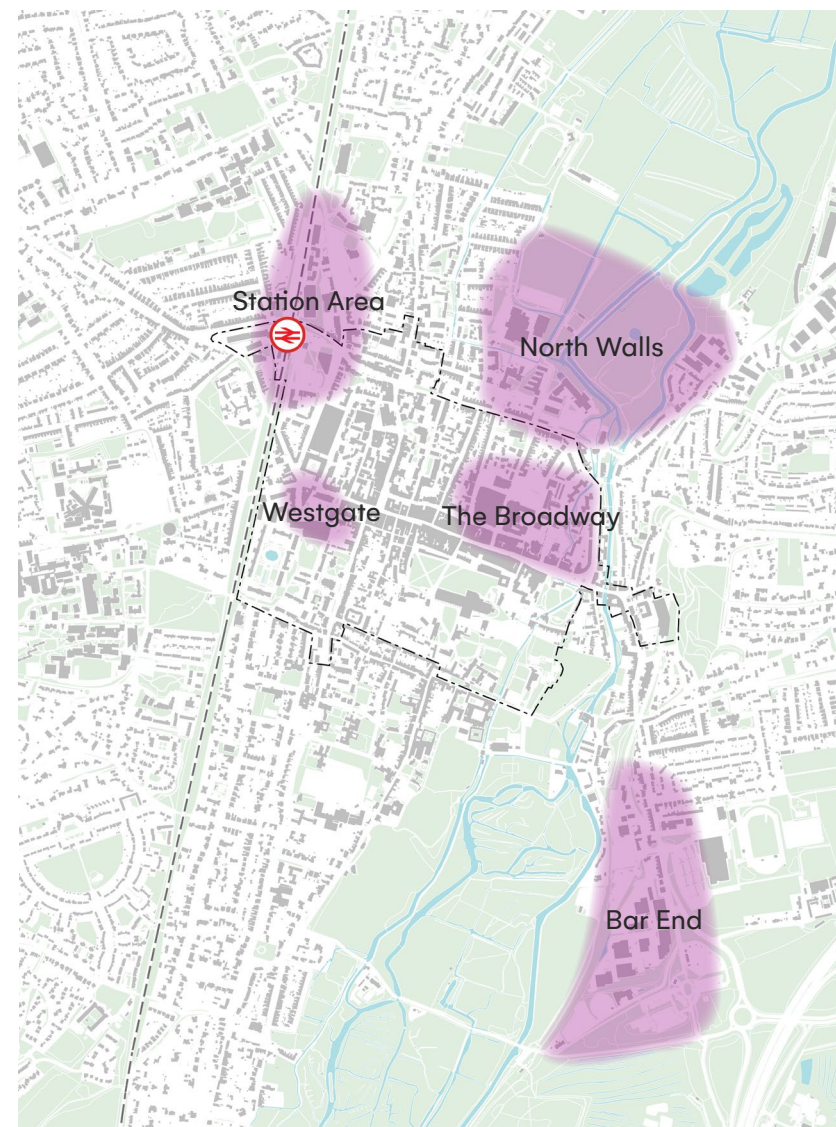 Station Area
North Walls
Westgate
The Broadway
Bar End